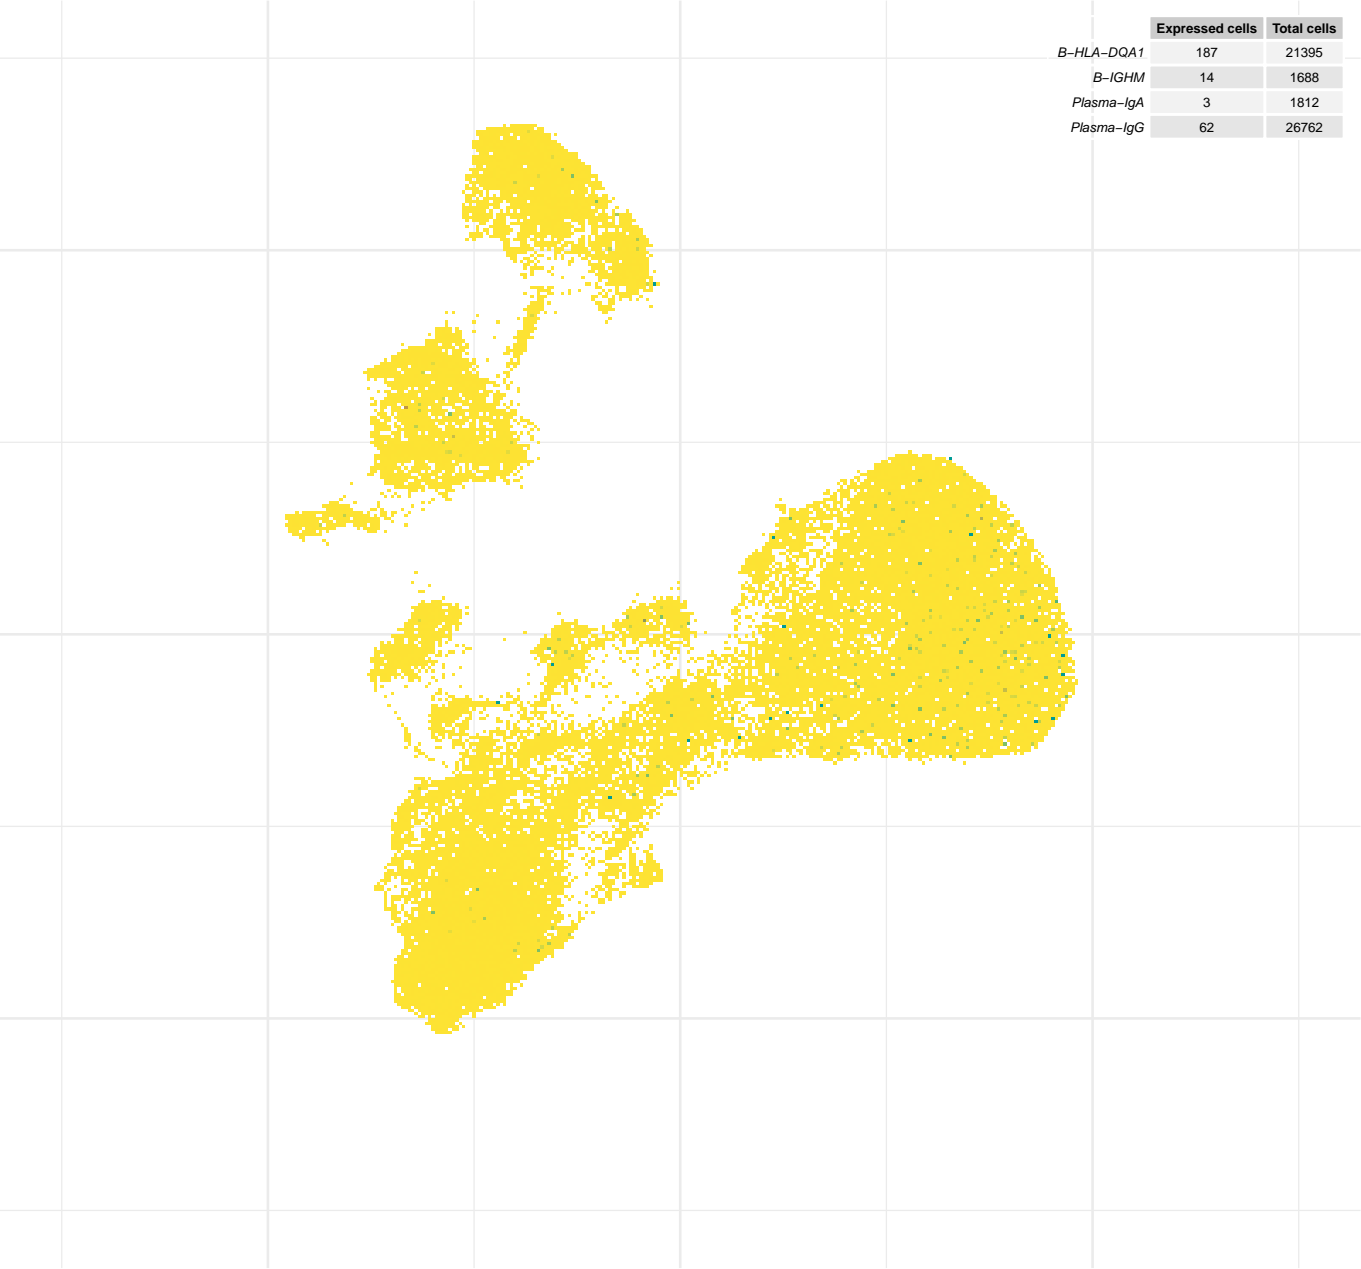 Expressed cells Total cells
B−HLA−DQA1 187 21395
B−IGHM 14 1688
Plasma−IgA 3 1812
Plasma−IgG 62 26762